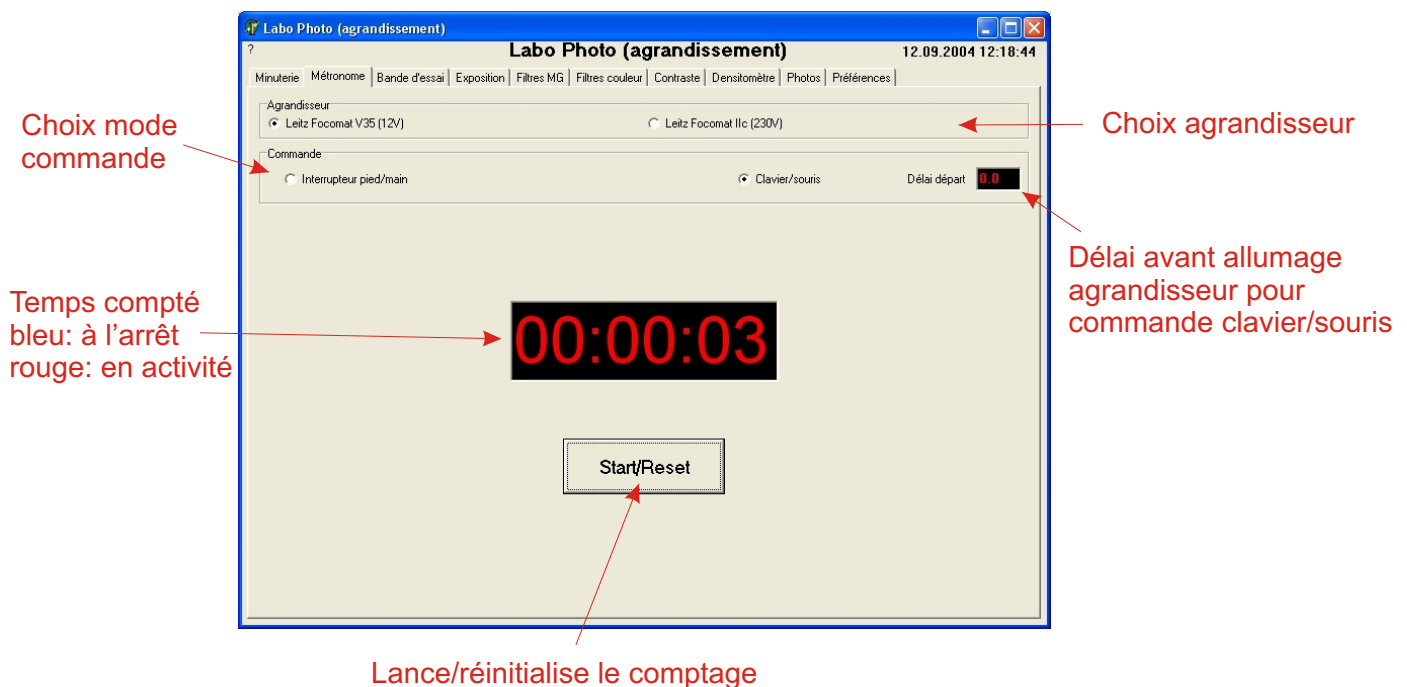 Labo Photo (agrandissement)
? Labo Photo (agrandissement) 12.09.2004 12:18:44
Minuterie Métronome Bande d'essai Exposition Filtres MG Filtres couleur Contraste Densitomètre Photos Préférences
Agrandisseur
Leitz Focomat V35 (12V) Leitz Focomat IIc (230V)
Commande
Interrupteur pied/main Clavier/souris Délai départ 0.0
Choix mode
commande
Choix agrandisseur
Délai avant allumage
agrandisseur pour
commande clavier/souris
Temps compté
bleu: à l'arrêt
rouge: en activité
00:00:03
Start/Reset
Lance/réinitialise le comptage